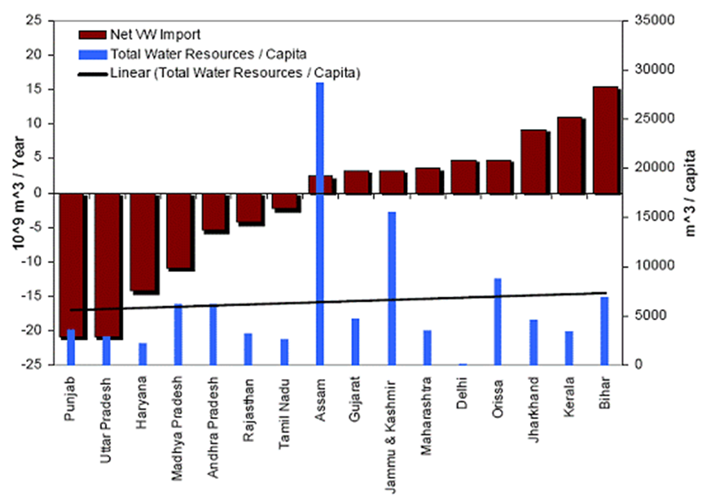 Net VW Import
Total Water Resources / Capita
Linear (Total Water Resources / Capita)
10^9 m^3 / Year
25
20
15
10
5
0
-5
-10
-15
-20
-25
35000
30000
25000
20000
15000
10000
5000
0
m^3 / capita
Punjab
Uttar Pradesh
Haryana
Madhya Pradesh
Andhra Pradesh
Rajasthan
Tamil Nadu
Assam
Gujarat
Jammu & Kashmir
Maharashtra
Delhi
Orissa
Jharkhand
Kerala
Bihar